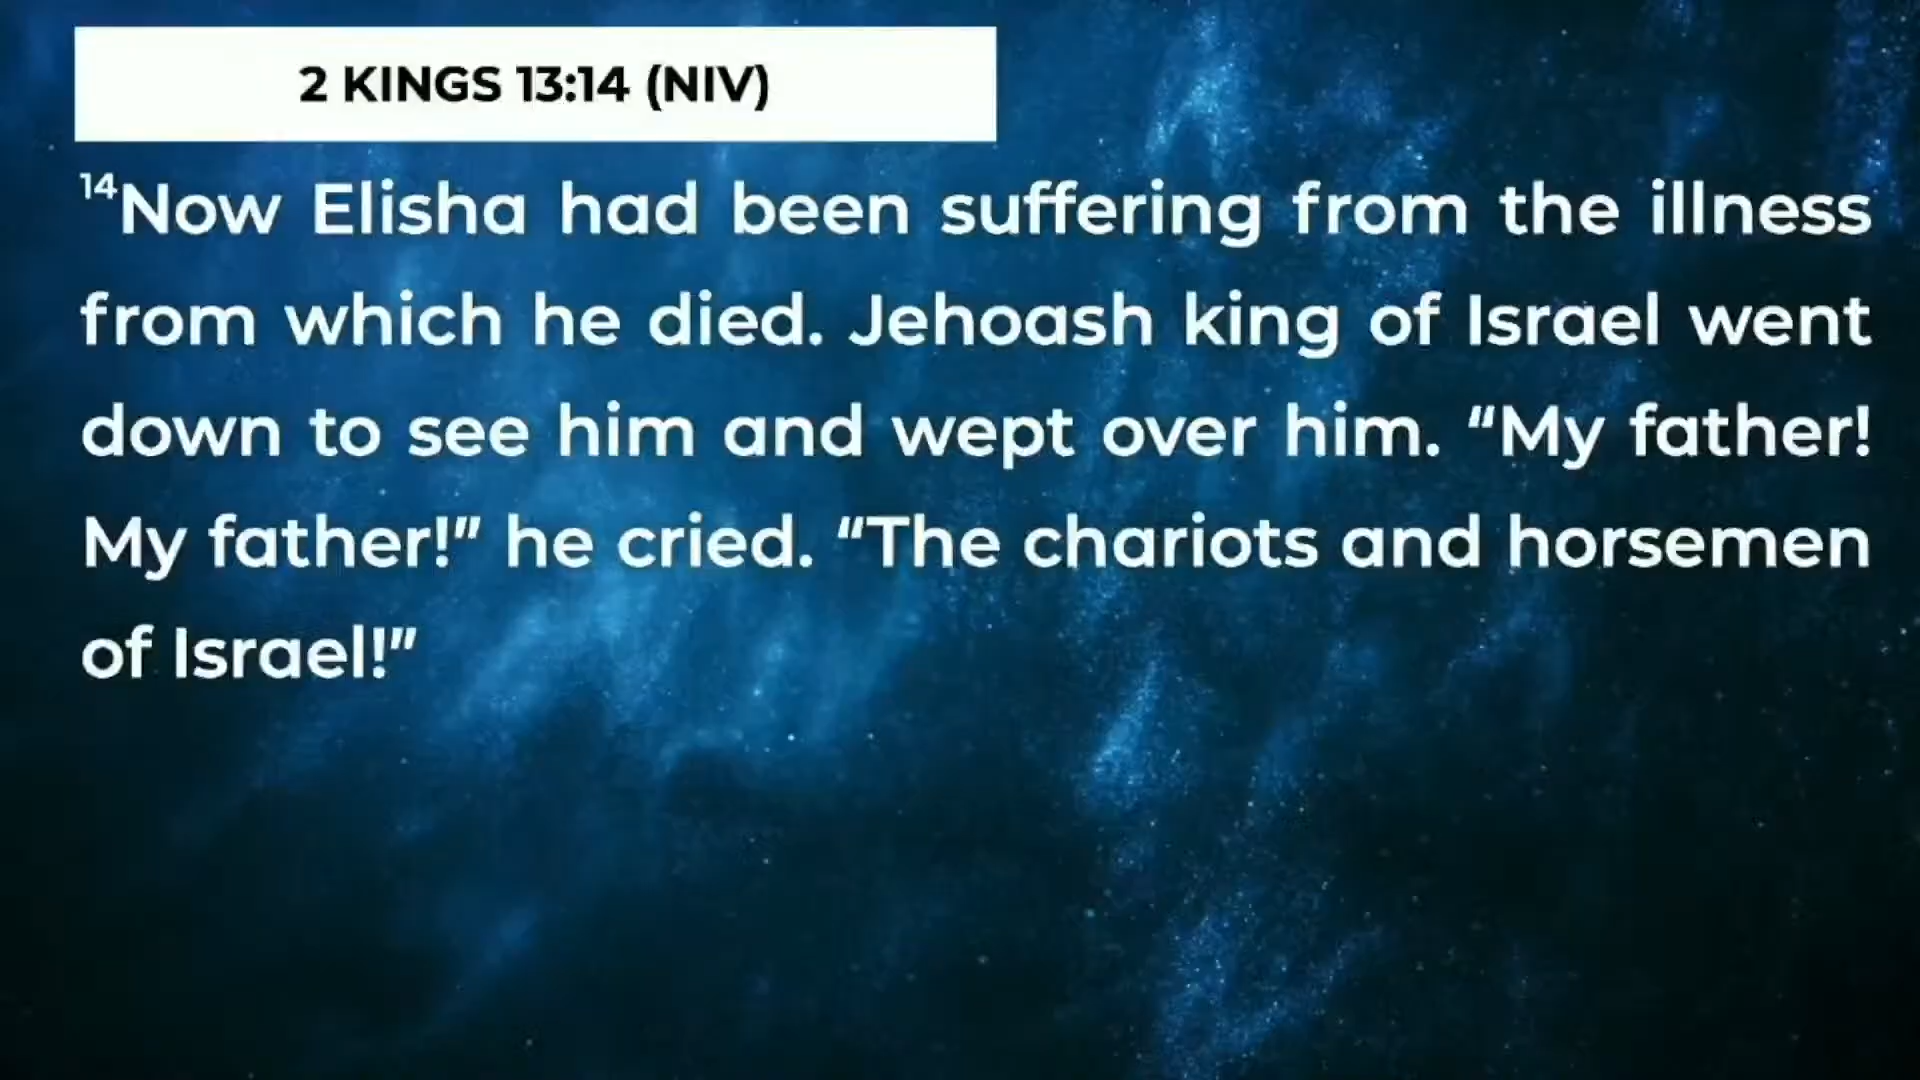 2 KINGS 13:14 (NIV)
14Now Elisha had been suffering from the illness
from which he died. Jehoash king of Israel went
down to see him and wept over him. “My father!
My father!” he cried. “The chariots and horsemen
of Israel!”